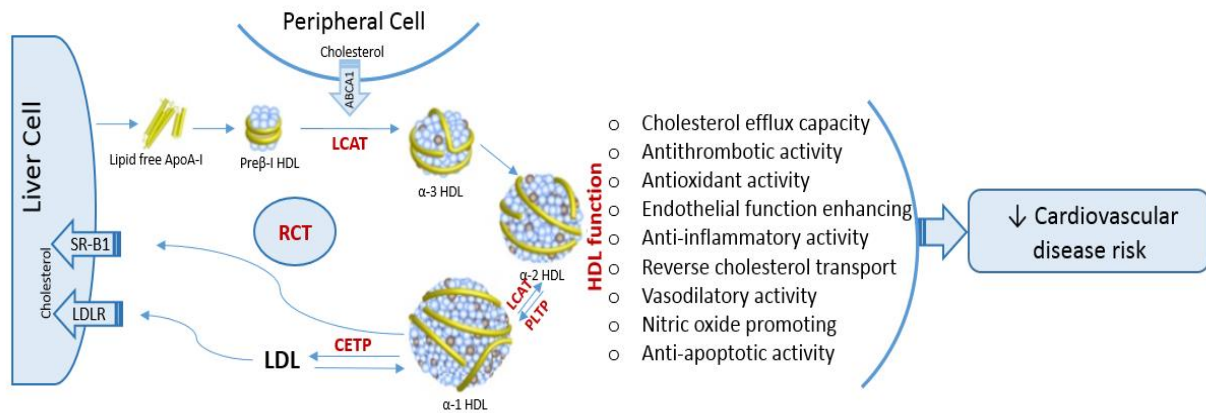 Peripheral Cell
Cholesterol
ABCA1
Liver Cell
Lipid free ApoA-I
Preβ-I HDL
LCAT
α-3 HDL
α-2 HDL
RCT
SR-B1
Cholesterol
LDLR
LCAT
PLTP
CETP
LDL
α-1 HDL
HDL function
o Cholesterol efflux capacity
o Antithrombotic activity
o Antioxidant activity
o Endothelial function enhancing
o Anti-inflammatory activity
o Reverse cholesterol transport
o Vasodilatory activity
o Nitric oxide promoting
o Anti-apoptotic activity
↓ Cardiovascular
disease risk